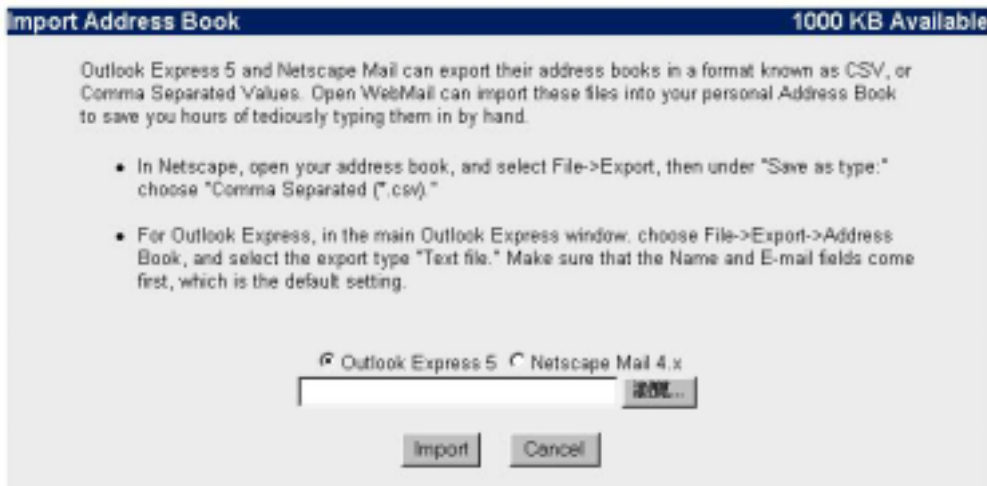 Import Address Book 1000 KB Available
Outlook Express 5 and Netscape Mail can export their address books in a format known as CSV, or
Comma Separated Values. Open WebMail can import these files into your personal Address Book
to save you hours of tediously typing them in by hand.
• In Netscape, open your address book, and select File->Export, then under "Save as type:"
choose "Comma Separated (*.csv)."
• For Outlook Express, in the main Outlook Express window. choose File->Export->Address
Book, and select the export type "Text file." Make sure that the Name and E-mail fields come
first, which is the default setting.
Outlook Express 5 Netscape Mail 4.x
Import Cancel